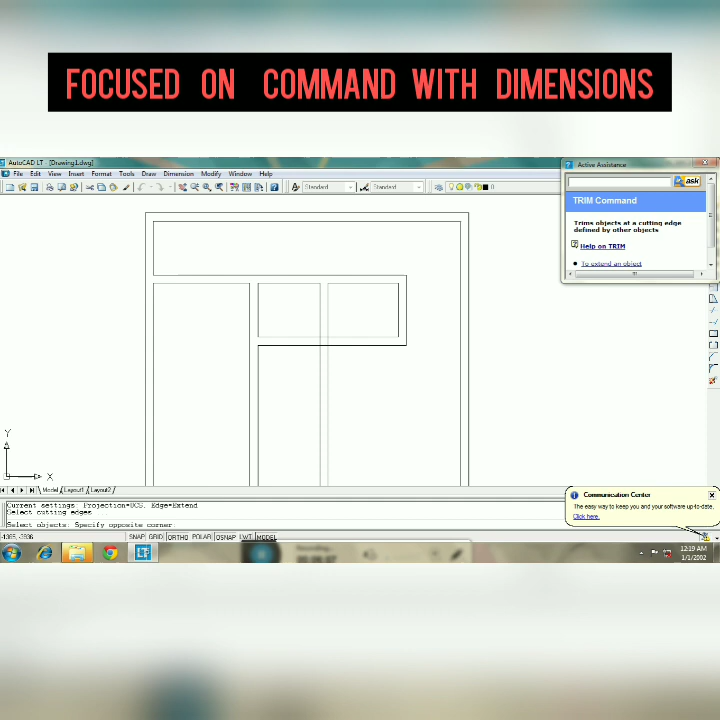 FOCUSED ON COMMAND WITH DIMENSIONS
AutoCAD LT - [Drawing1.dwg]
File Edit View Insert Format Tools Draw Dimension Modify Window Help
Standard Standard 0
Active Assistance
ask
TRIM Command
Trims objects at a cutting edge
defined by other objects
Help on TRIM
To extend an object
Y
X
Model Layout1 Layout2
Current settings: Projection=UCS, Edge=Extend
Select cutting edges
Select objects: Specify opposite corner
SNAP GRID ORTHO POLAR OSNAP LWT MODEL
Communication Center
The easy way to keep you and your software up-to-date.
Click here.
12:19 AM
1/1/2002